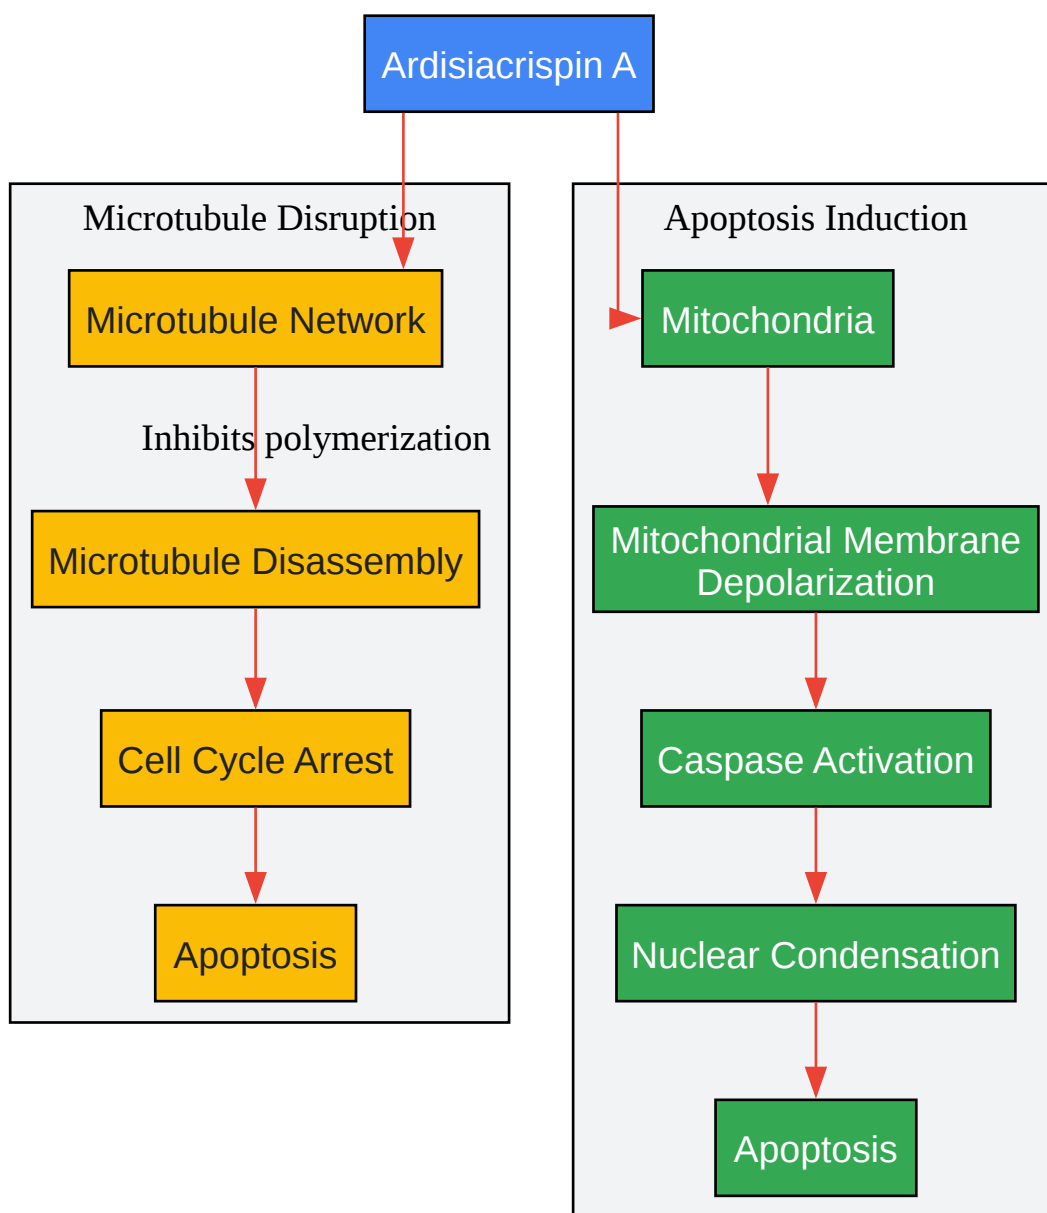 Ardisiacrispin A
Microtubule Disruption
Microtubule Network
Inhibits polymerization
Microtubule Disassembly
Cell Cycle Arrest
Apoptosis
Apoptosis Induction
Mitochondria
Mitochondrial Membrane
Depolarization
Caspase Activation
Nuclear Condensation
Apoptosis